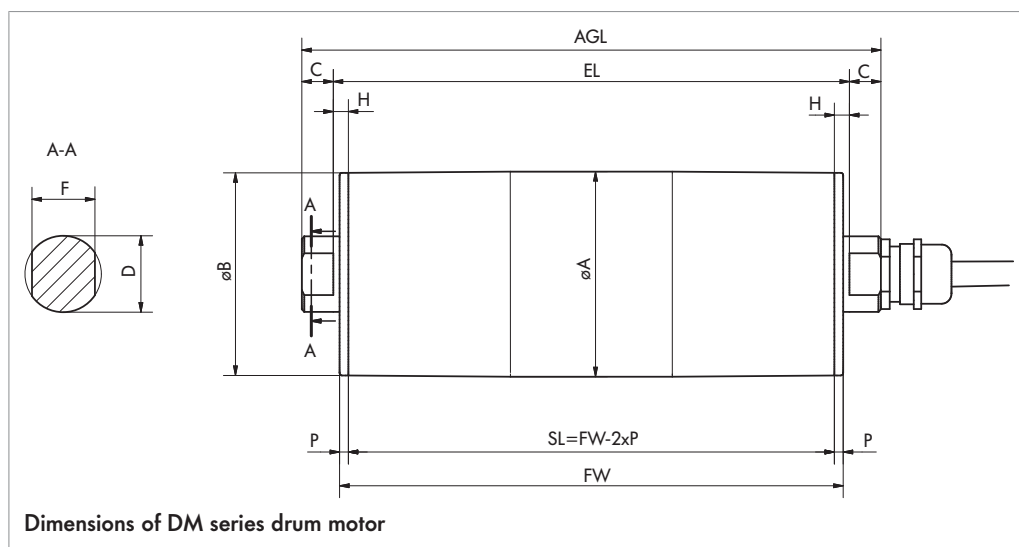 AGL
C
EL
C
H
H
A-A
F
A
D
øB
øA
A
P
SL=FW-2xP
P
FW
Dimensions of DM series drum motor